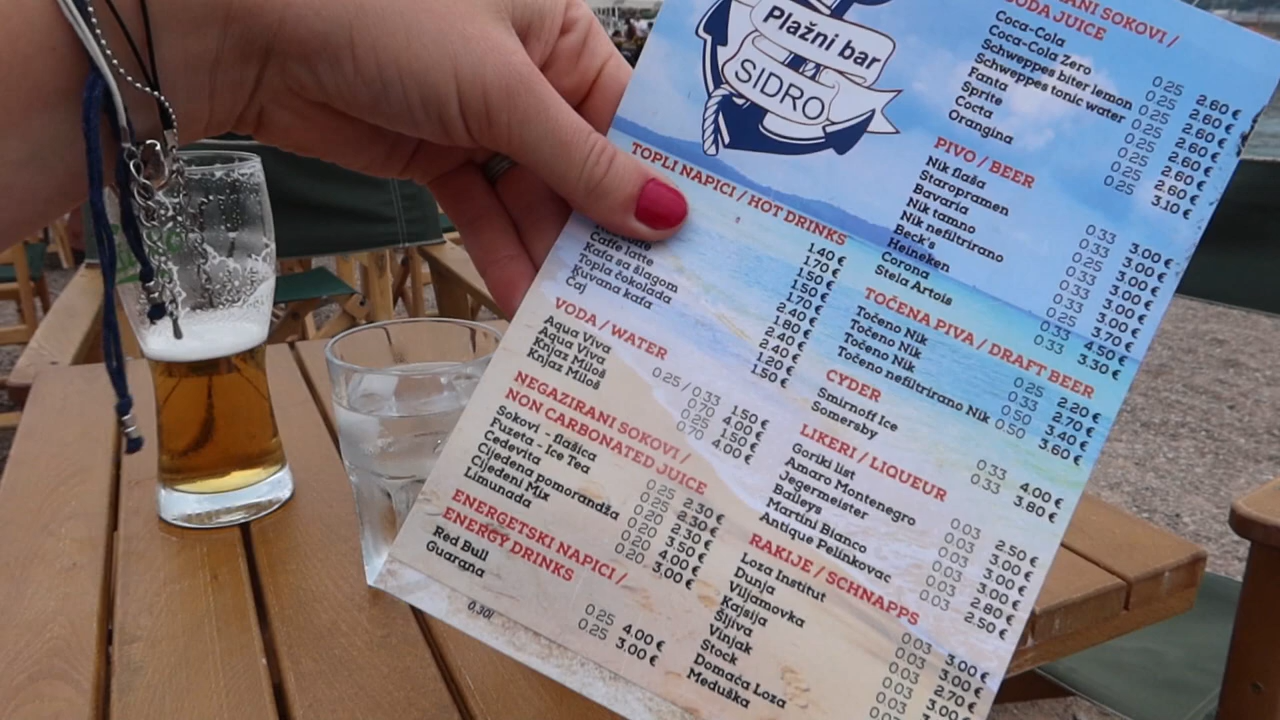 Plažni bar
SIDRO
TOPLI NAPICI / HOT DRINKS
Caffe latte
Kafa sa šlagom
Topla čokolada
Kuvana kafa
Čaj
1.40 €
1.70 €
1.50 €
1.50 €
1.70 €
2.40 €
1.80 €
2.40 €
2.40 €
1.20 €
1.50 €
VODA / WATER
Aqua Viva 0.25 / 0.33 1.50 €
Aqua Viva 0.70 4.00 €
Knjaz Miloš 0.25 1.50 €
Knjaz Miloš 0.70 4.00 €
NEGAZIRANI SOKOVI /
NON CARBONATED JUICE
Sokovi - flašica 0.25 2.30 €
Fuzeta - Ice Tea 0.25 2.30 €
Cedevita 0.20 2.30 €
Cijeđena pomorandža 0.20 3.50 €
Cijeđeni Mix 0.20 4.00 €
Limunada 0.20 3.00 €
ENERGETSKI NAPICI /
ENERGY DRINKS
Red Bull 0.25 4.00 €
Guarana 0.25 3.00 €
0,30l
SOKOVI /
SODA JUICE
Coca-Cola 0.25 2.60 €
Coca-Cola Zero 0.25 2.60 €
Schweppes biter lemon 0.25 2.60 €
Schweppes tonic water 0.25 2.60 €
Fanta 0.25 2.60 €
Sprite 0.25 2.60 €
Cocta 0.25 2.60 €
Orangina 0.25 3.10 €
PIVO / BEER
Nik flaša 0.33 3.00 €
Staropramen 0.33 3.00 €
Bavaria 0.25 3.00 €
Nik tamno 0.33 3.00 €
Nik nefiltrirano 0.33 3.00 €
Beck's 0.33 3.00 €
Heineken 0.25 3.70 €
Corona 0.33 4.50 €
Stela Artois 0.33 3.30 €
TOČENA PIVA / DRAFT BEER
Točeno Nik 0.25 2.20 €
Točeno Nik 0.33 2.70 €
Točeno Nik 0.50 3.40 €
Točeno nefiltrirano Nik 0.50 3.60 €
CYDER
Smirnoff Ice 0.33 4.00 €
Somersby 0.33 3.80 €
LIKERI / LIQUEUR
Goriki list 0.03 2.50 €
Amaro Montenegro 0.03 3.00 €
Jegermeister 0.03 3.00 €
Baileys 0.03 3.00 €
Martini Bianco 0.03 2.80 €
Antique Pelinkovac 0.03 2.50 €
RAKIJE / SCHNAPPS
Loza Institut 0.03 3.00 €
Dunja 0.03 3.00 €
Viljamovka 0.03 2.70 €
Kajsija 0.03 3.00 €
Šljiva 0.03
Vinjak
Stock
Domaća Loza
Meduška